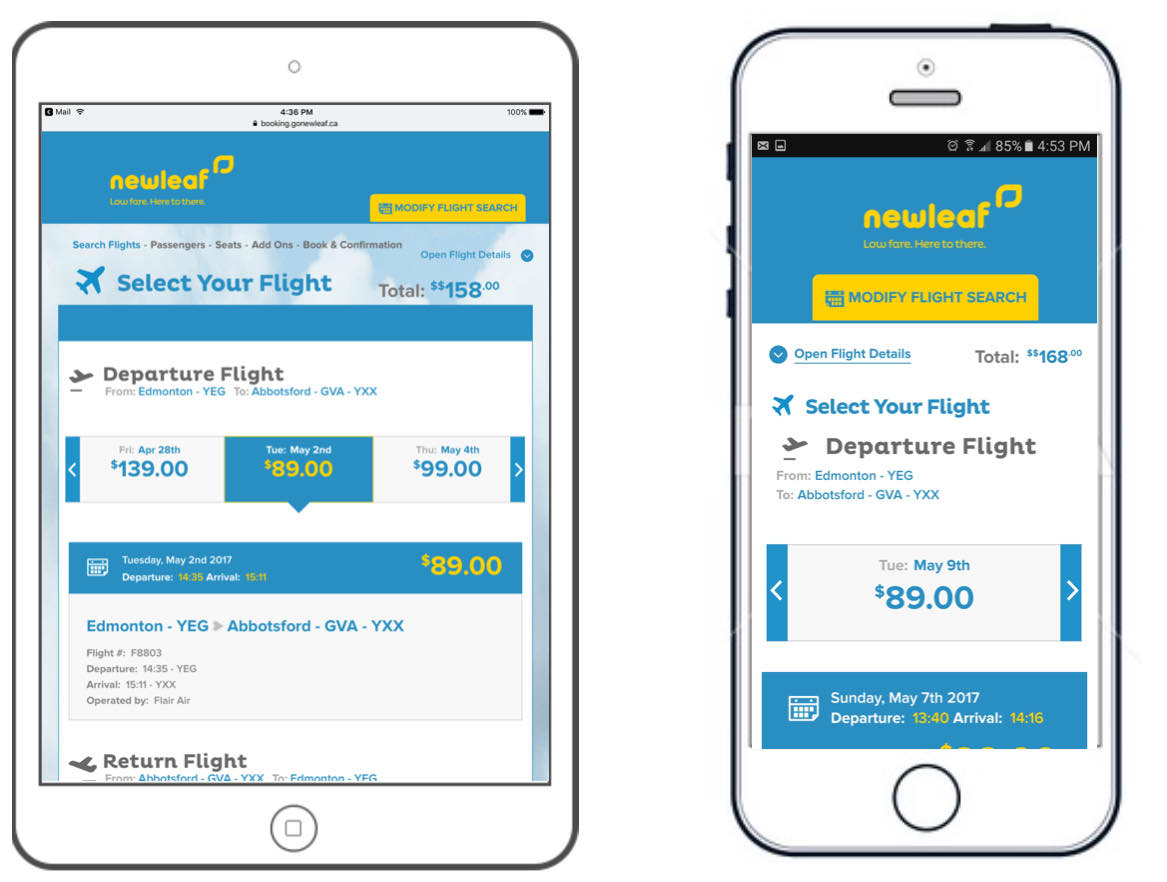 Mail
4:36 PM
100%
booking.gonewleaf.ca
newleaf
Low fare. Here to there.
MODIFY FLIGHT SEARCH
Search Flights - Passengers - Seats - Add Ons - Book & Confirmation
Open Flight Details
Select Your Flight
Total: $$158.00
Departure Flight
From: Edmonton - YEG To: Abbotsford - GVA - YXX
Fri: Apr 28th
$139.00
Tue: May 2nd
$89.00
Thu: May 4th
$99.00
Tuesday, May 2nd 2017
Departure: 14:35 Arrival: 15:11
$89.00
Edmonton - YEG Abbotsford - GVA - YXX
Flight #: F8803
Departure: 14:35 - YEG
Arrival: 15:11 - YXX
Operated by: Flair Air
Return Flight
From: Abbotsford - GVA - YXX To: Edmonton - YEG
85% 4:53 PM
newleaf
Low fare. Here to there.
MODIFY FLIGHT SEARCH
Open Flight Details
Total: $$168.00
Select Your Flight
Departure Flight
From: Edmonton - YEG
To: Abbotsford - GVA - YXX
Tue: May 9th
$89.00
Sunday, May 7th 2017
Departure: 13:40 Arrival: 14:16